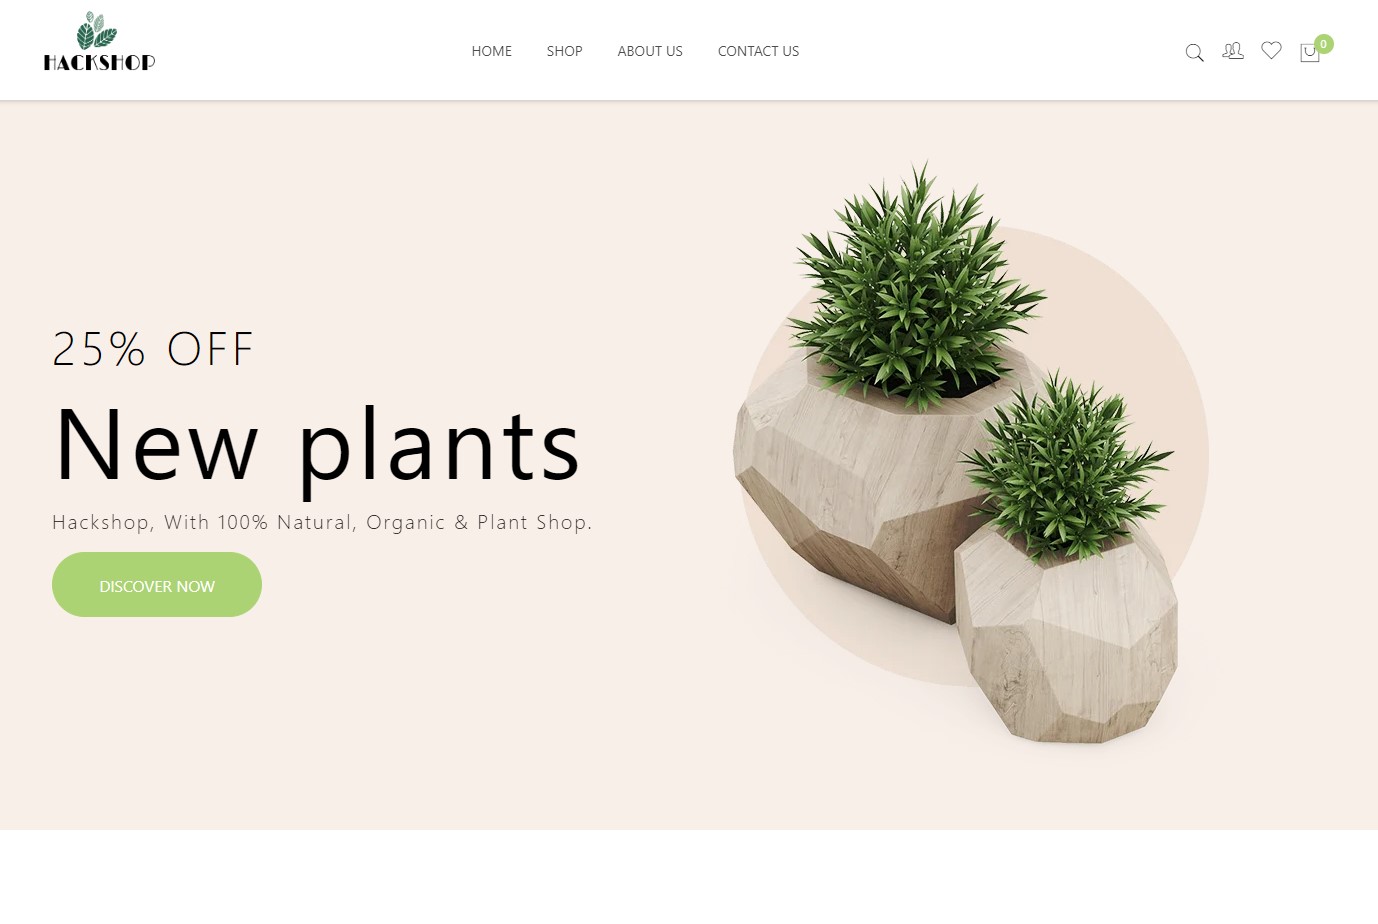 HACKSHOP
HOME SHOP ABOUT US CONTACT US
0
25% OFF
New plants
Hackshop, With 100% Natural, Organic & Plant Shop.
DISCOVER NOW